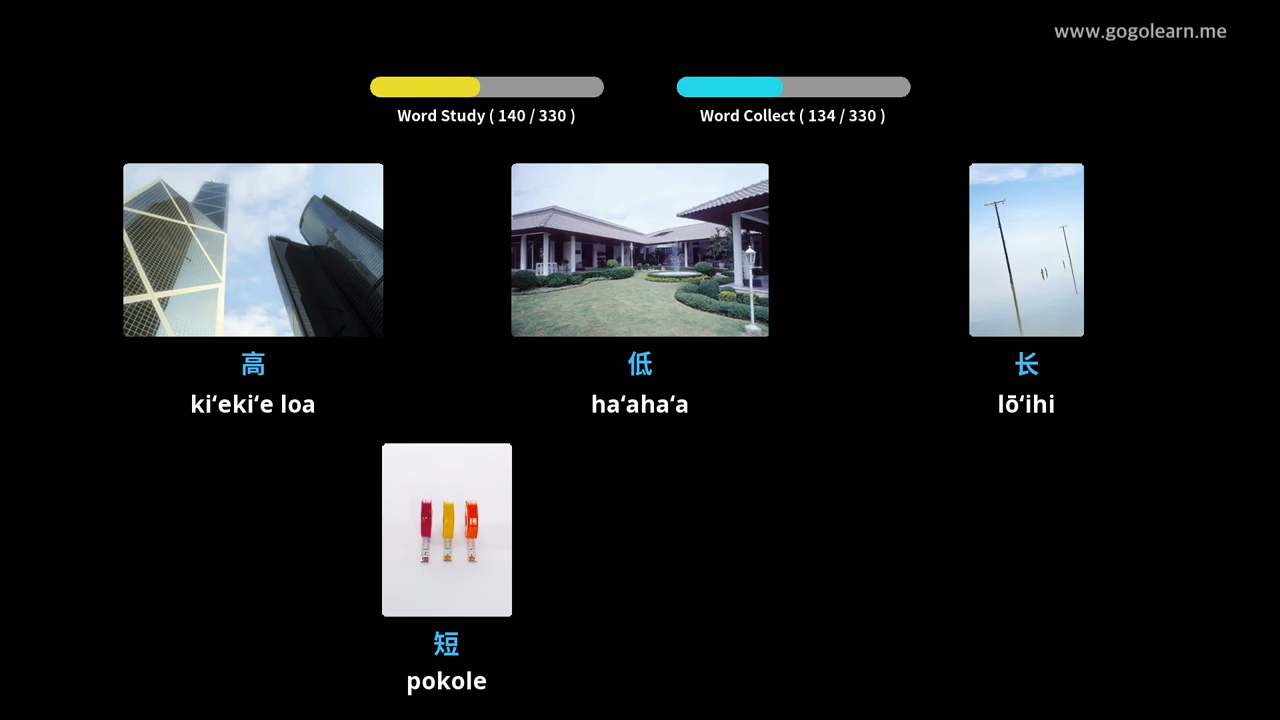 www.gogolearn.me
Word Study ( 140 / 330 )
Word Collect ( 134 / 330 )
高
kiʻekiʻe loa
低
haʻahaʻa
长
lōʻihi
短
pokole